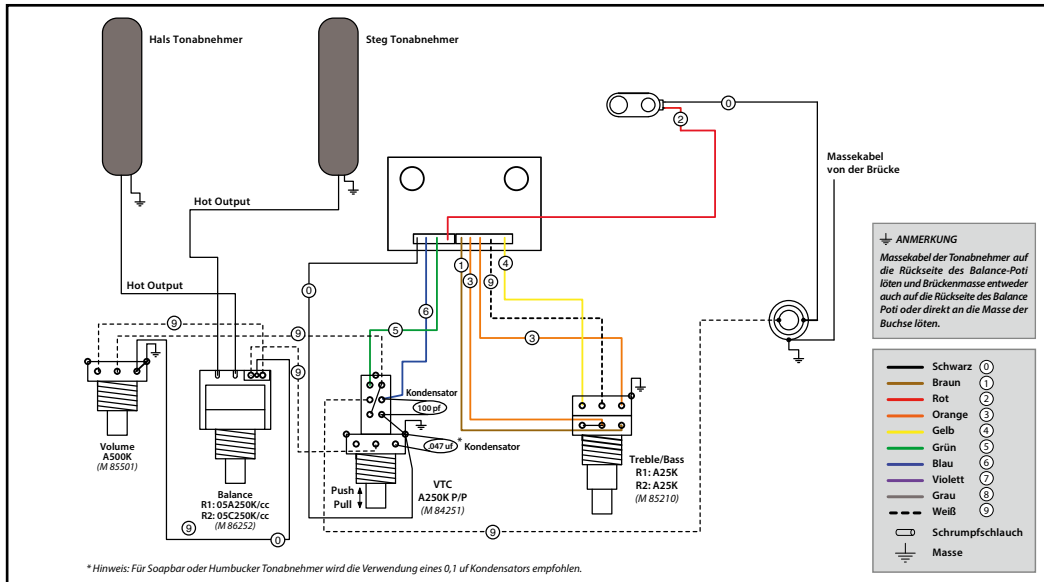 Hals Tonabnehmer
Steg Tonabnehmer
0
2
Massekabel
von der Brücke
Hot Output
Hot Output
1
3
9
4
0
6
5
3
9
9
9
ANMERKUNG
Massekabel der Tonabnehmer auf
die Rückseite des Balance-Poti
löten und Brückenmasse entweder
auch auf die Rückseite des Balance
Poti oder direkt an die Masse der
Buchse löten.
Kondensator
100 pf
.047 uf
* Kondensator
Volume
A500K
(M 85501)
Balance
R1: 05A250K/cc
R2: 05C250K/cc
(M 86252)
Push
Pull
VTC
A250K P/P
(M 84251)
Treble/Bass
R1: A25K
R2: A25K
(M 85210)
9
0
9
Schwarz 0
Braun 1
Rot 2
Orange 3
Gelb 4
Grün 5
Blau 6
Violett 7
Grau 8
Weiß 9
Schrumpfschlauch
Masse
* Hinweis: Für Soapbar oder Humbucker Tonabnehmer wird die Verwendung eines 0,1 uf Kondensators empfohlen.